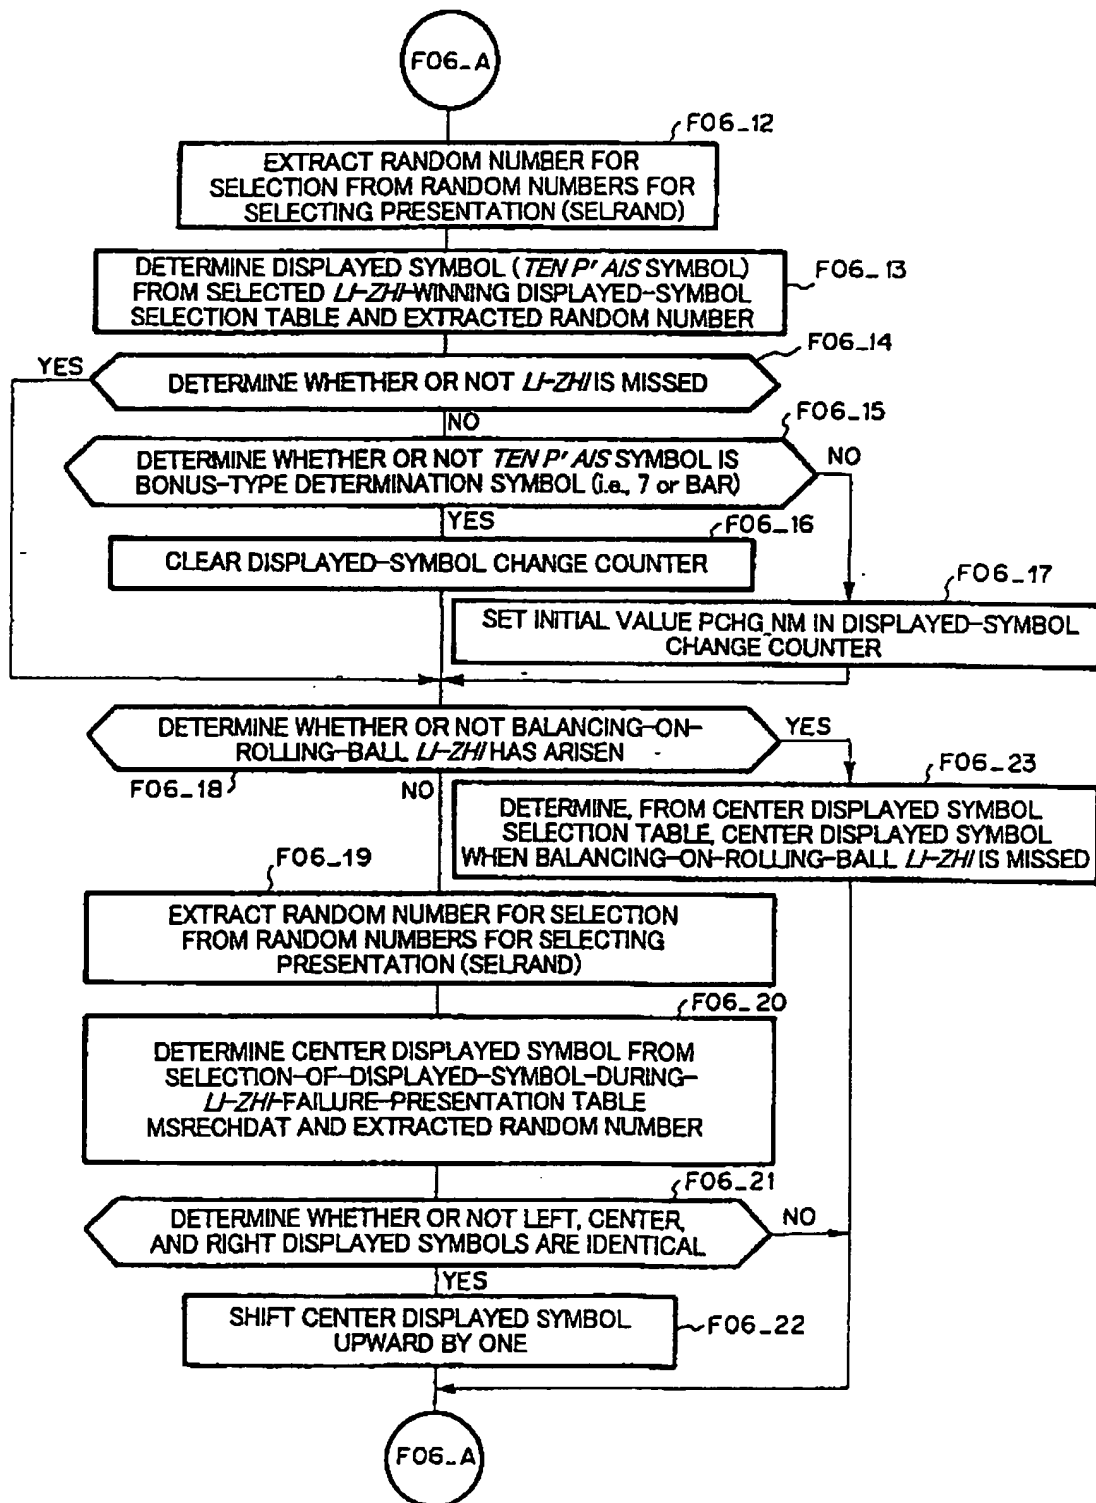 F06_A
F06_12
EXTRACT RANDOM NUMBER FOR
SELECTION FROM RANDOM NUMBERS FOR
SELECTING PRESENTATION (SELRAND)
F06_13
DETERMINE DISPLAYED SYMBOL (TEN P' AIS SYMBOL)
FROM SELECTED LI-ZHI-WINNING DISPLAYED-SYMBOL
SELECTION TABLE AND EXTRACTED RANDOM NUMBER
F06_14
YES
DETERMINE WHETHER OR NOT LI-ZHI IS MISSED
NO
F06_15
DETERMINE WHETHER OR NOT TEN P' AIS SYMBOL IS
BONUS-TYPE DETERMINATION SYMBOL (i.e., 7 or BAR)
NO
YES
F06_16
CLEAR DISPLAYED-SYMBOL CHANGE COUNTER
F06_17
SET INITIAL VALUE PCHG_NM IN DISPLAYED-SYMBOL
CHANGE COUNTER
DETERMINE WHETHER OR NOT BALANCING-ON-
ROLLING-BALL LI-ZHI HAS ARISEN
YES
F06_18
NO
F06_23
DETERMINE, FROM CENTER DISPLAYED SYMBOL
SELECTION TABLE, CENTER DISPLAYED SYMBOL
WHEN BALANCING-ON-ROLLING-BALL LI-ZHI IS MISSED
F06_19
EXTRACT RANDOM NUMBER FOR SELECTION
FROM RANDOM NUMBERS FOR SELECTING
PRESENTATION (SELRAND)
F06_20
DETERMINE CENTER DISPLAYED SYMBOL FROM
SELECTION-OF-DISPLAYED-SYMBOL-DURING-
LI-ZHI-FAILURE-PRESENTATION TABLE
MSRECHDAT AND EXTRACTED RANDOM NUMBER
F06_21
DETERMINE WHETHER OR NOT LEFT, CENTER,
AND RIGHT DISPLAYED SYMBOLS ARE IDENTICAL
NO
YES
SHIFT CENTER DISPLAYED SYMBOL
UPWARD BY ONE
F06_22
F06_A